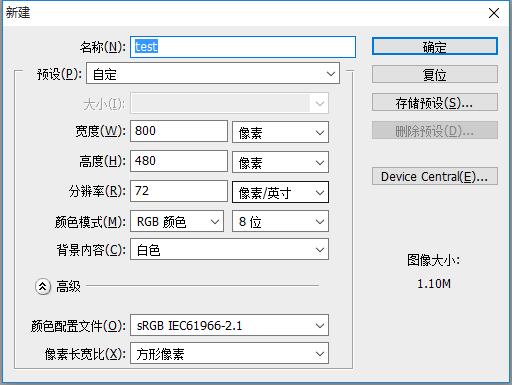 新建
名称(N): test 确定
预设(P): 自定 复位
大小(I): 存储预设(S)...
宽度(W): 800 像素 删除预设(D)...
高度(H): 480 像素
分辨率(R): 72 像素/英寸 Device Central(E)...
颜色模式(M): RGB 颜色 8 位
背景内容(C): 白色 图像大小:
高级 1.10M
颜色配置文件(O): sRGB IEC61966-2.1
像素长宽比(X): 方形像素